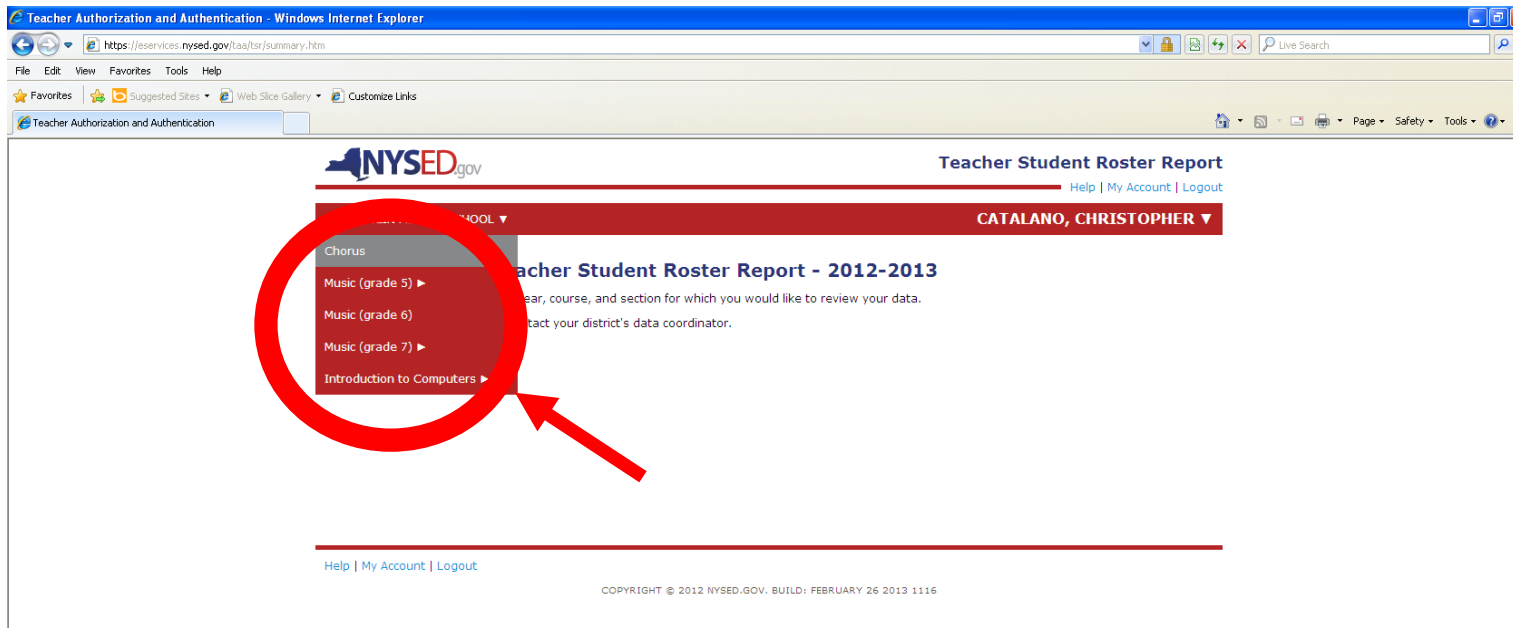 Teacher Authorization and Authentication - Windows Internet Explorer
https://eservices.nysed.gov/taa/tsr/summary.htm
Live Search
File Edit View Favorites Tools Help
Favorites Suggested Sites Web Slice Gallery Customize Links
Teacher Authorization and Authentication
Page Safety Tools
NYSED.gov
Teacher Student Roster Report
Help | My Account | Logout
CATALANO, CHRISTOPHER ▼
Chorus
acher Student Roster Report - 2012-2013
Music (grade 5) ►
ear, course, and section for which you would like to review your data.
Music (grade 6)
tact your district's data coordinator.
Music (grade 7) ►
Introduction to Computers ►
Help | My Account | Logout
COPYRIGHT © 2012 NYSED.GOV. BUILD: FEBRUARY 26 2013 1116